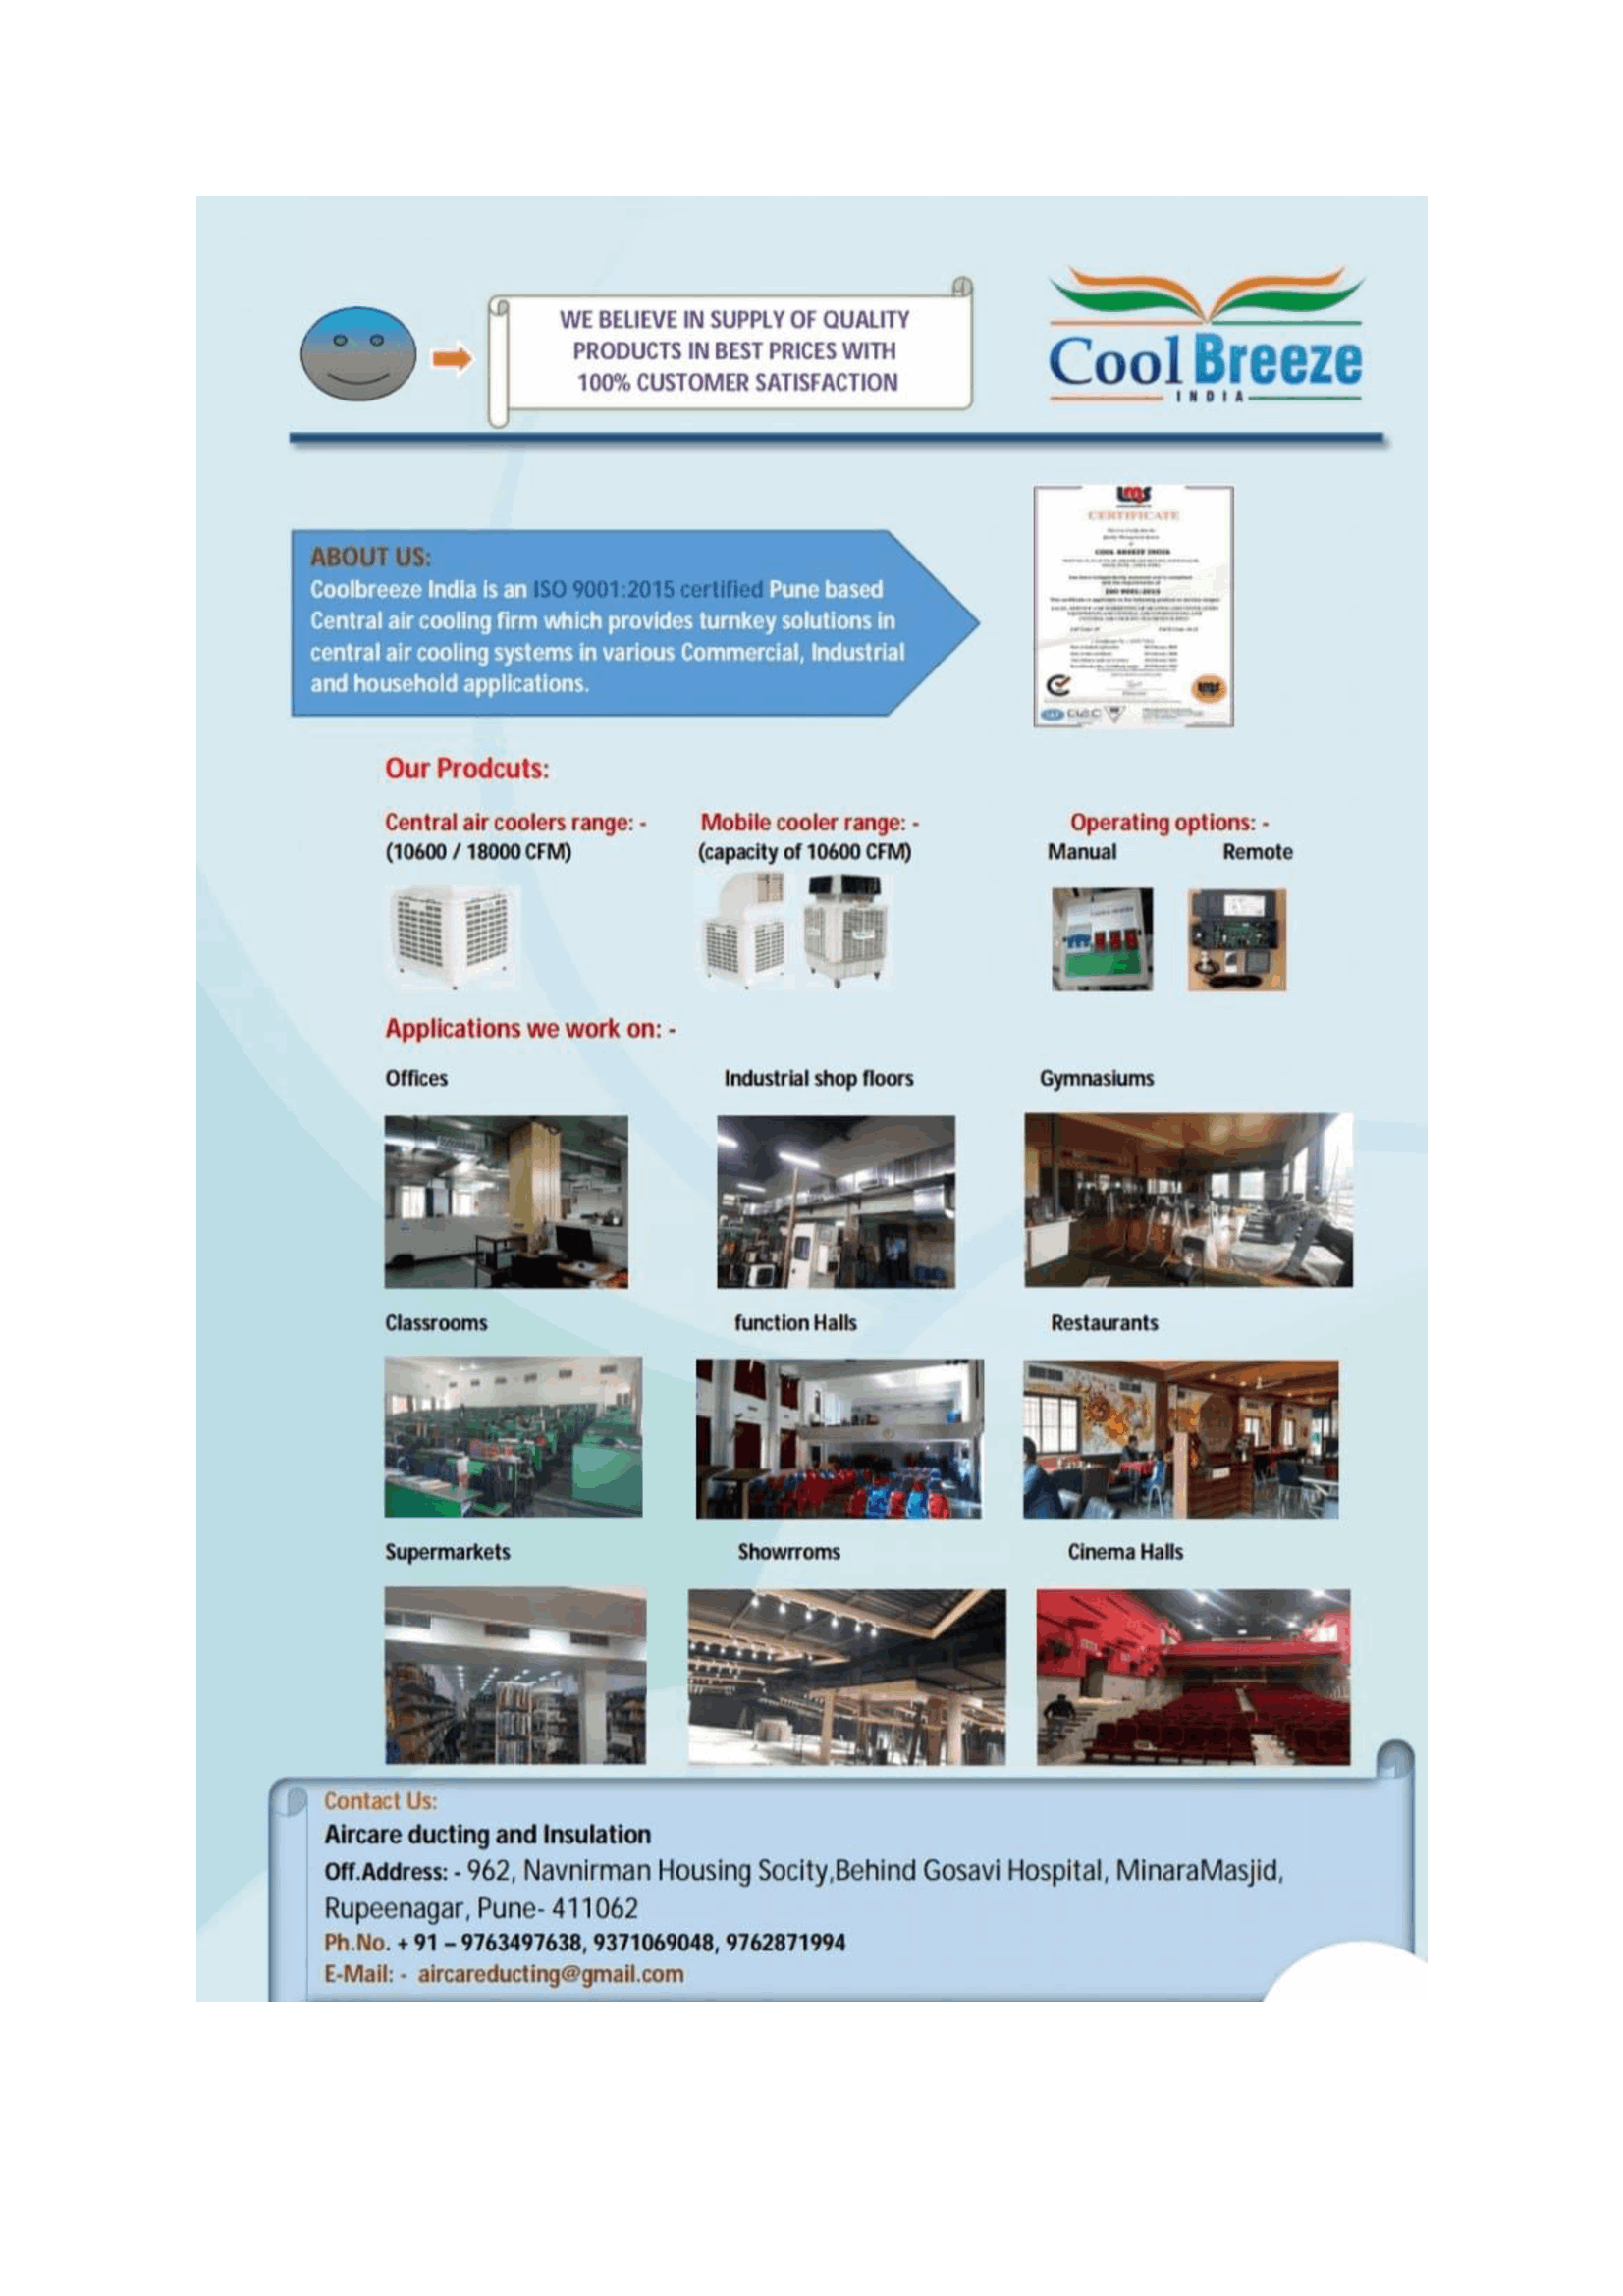 WE BELIEVE IN SUPPLY OF QUALITY
PRODUCTS IN BEST PRICES WITH
100% CUSTOMER SATISFACTION
Cool Breeze
INDIA
ABOUT US:
Coolbreeze India is an ISO 9001:2015 certified Pune based
Central air cooling firm which provides turnkey solutions in
central air cooling systems in various Commercial, Industrial
and household applications.
LMS
CERTIFICATE
COOL BREEZE INDIA
ISO 9001:2015
Our Prodcuts:
Central air coolers range: -
(10600 / 18000 CFM)
Mobile cooler range: -
(capacity of 10600 CFM)
Operating options: -
Manual Remote
Applications we work on: -
Offices Industrial shop floors Gymnasiums
Classrooms function Halls Restaurants
Supermarkets Showrroms Cinema Halls
Contact Us:
Aircare ducting and Insulation
Off.Address: - 962, Navnirman Housing Socity,Behind Gosavi Hospital, MinaraMasjid,
Rupeenagar, Pune- 411062
Ph.No. + 91 – 9763497638, 9371069048, 9762871994
E-Mail: - aircareducting@gmail.com